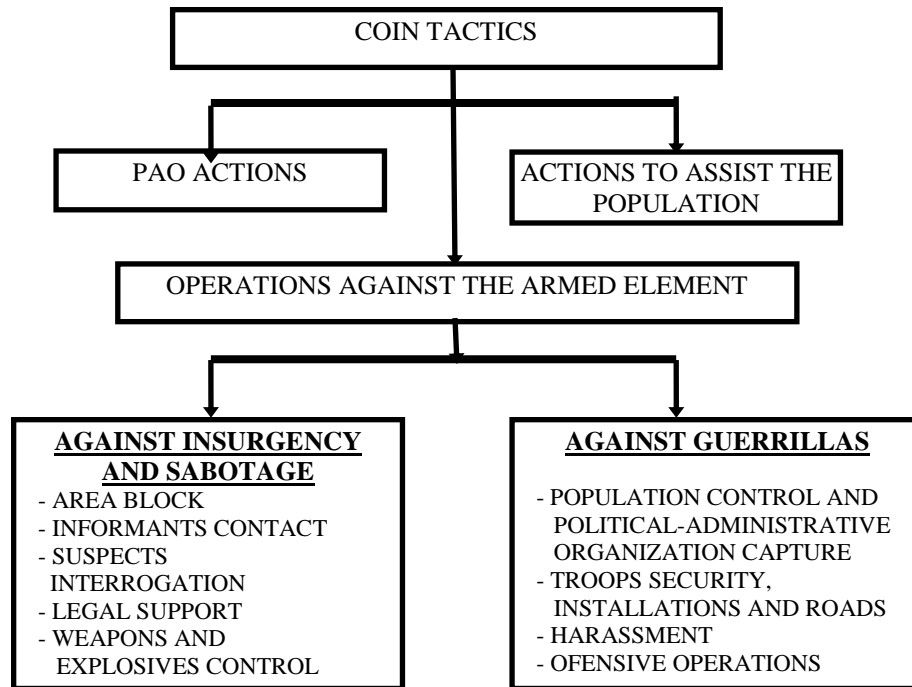 COIN TACTICS
PAO ACTIONS
ACTIONS TO ASSIST THE
POPULATION
OPERATIONS AGAINST THE ARMED ELEMENT
AGAINST INSURGENCY
AND SABOTAGE
- AREA BLOCK
- INFORMANTS CONTACT
- SUSPECTS
INTERROGATION
- LEGAL SUPPORT
- WEAPONS AND
EXPLOSIVES CONTROL
AGAINST GUERRILLAS
- POPULATION CONTROL AND
POLITICAL-ADMINISTRATIVE
ORGANIZATION CAPTURE
- TROOPS SECURITY,
INSTALLATIONS AND ROADS
- HARASSMENT
- OFENSIVE OPERATIONS